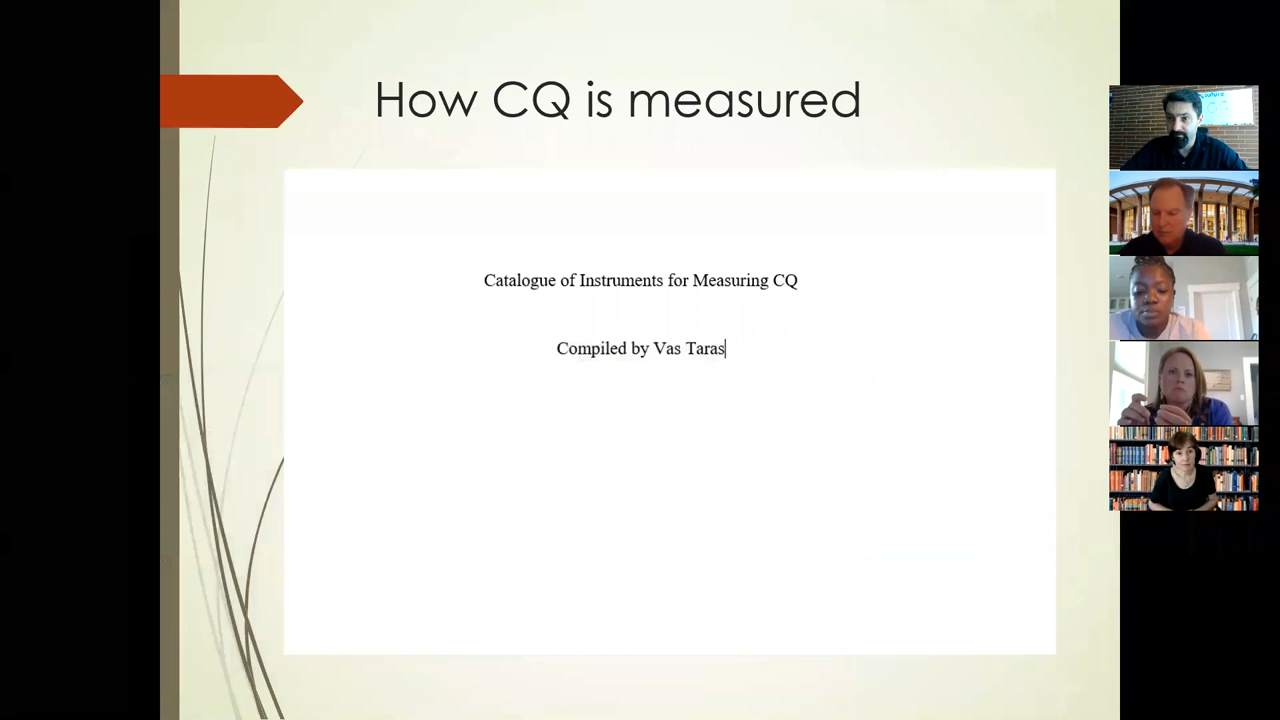 How CQ is measured
Catalogue of Instruments for Measuring CQ
Compiled by Vas Taras